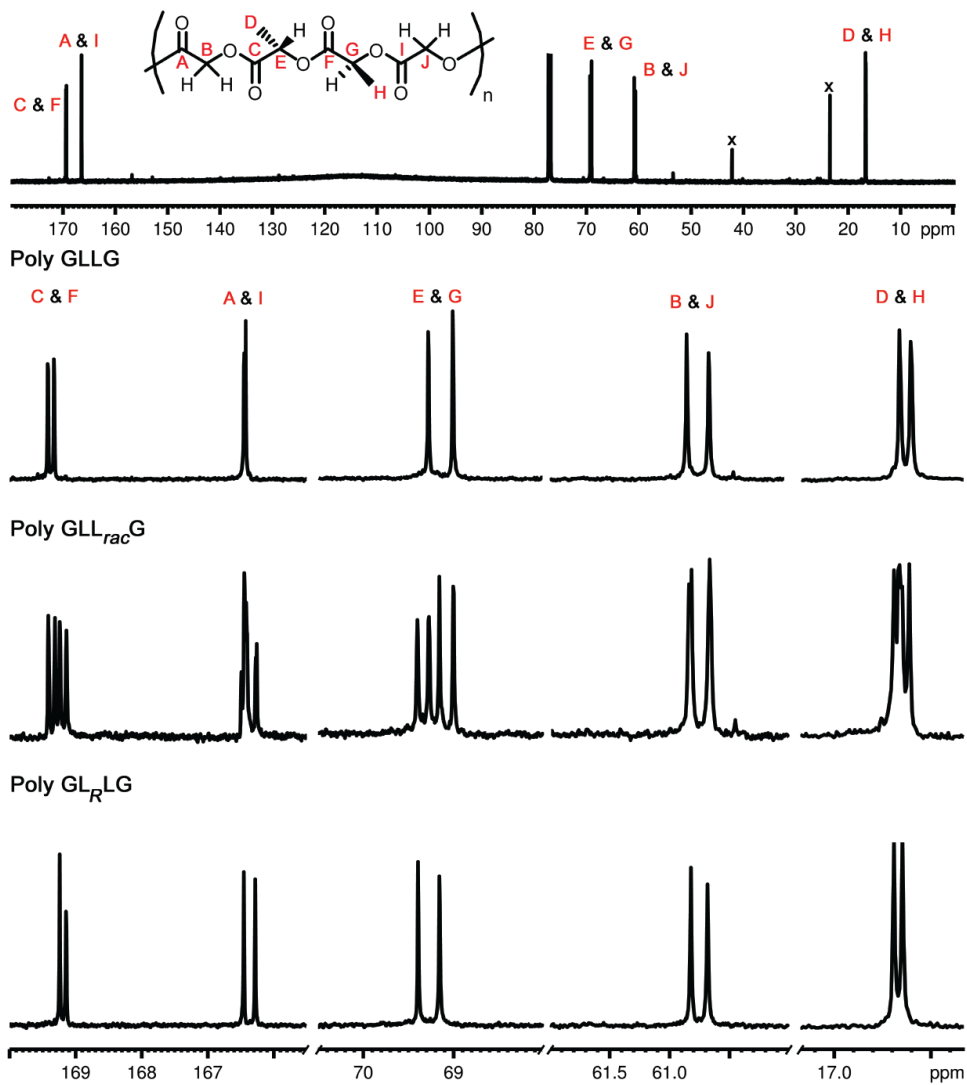 A & I
C & F
D
H
O
O
H
H
B
O
C
E
O
F
G
O
I
J
A
O
H
H
O
H
H
O
n
E & G
B & J
D & H
x
x
170 160 150 140 130 120 110 100 90 80 70 60 50 40 30 20 10 ppm
Poly GLLG
C & F A & I E & G B & J D & H
Poly GLLracG
Poly GLRLG
169 168 167 70 69 61.5 61.0 17.0 ppm